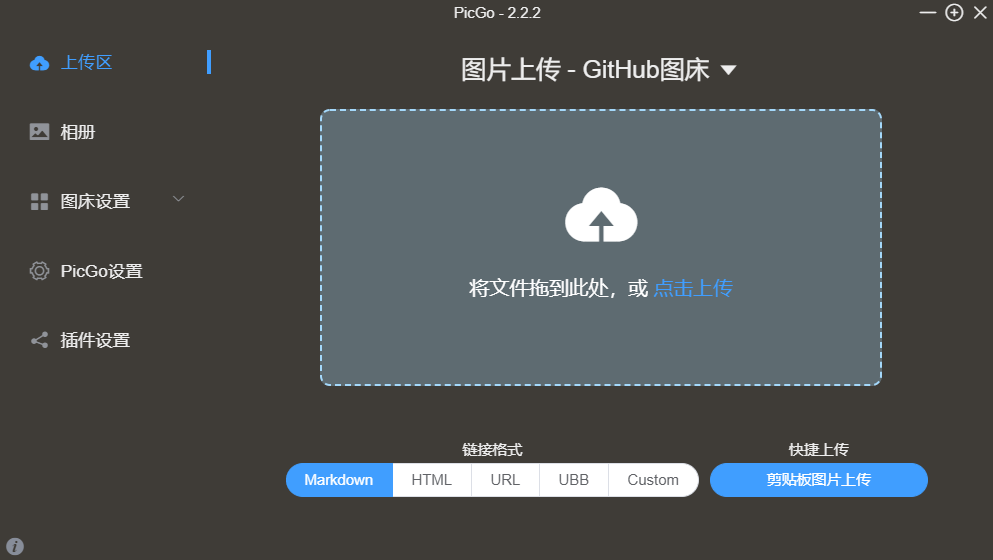 PicGo - 2.2.2
上传区
相册
图床设置
PicGo设置
插件设置
图片上传 - GitHub图床
将文件拖到此处，或 点击上传
链接格式
Markdown HTML URL UBB Custom
快捷上传
剪贴板图片上传